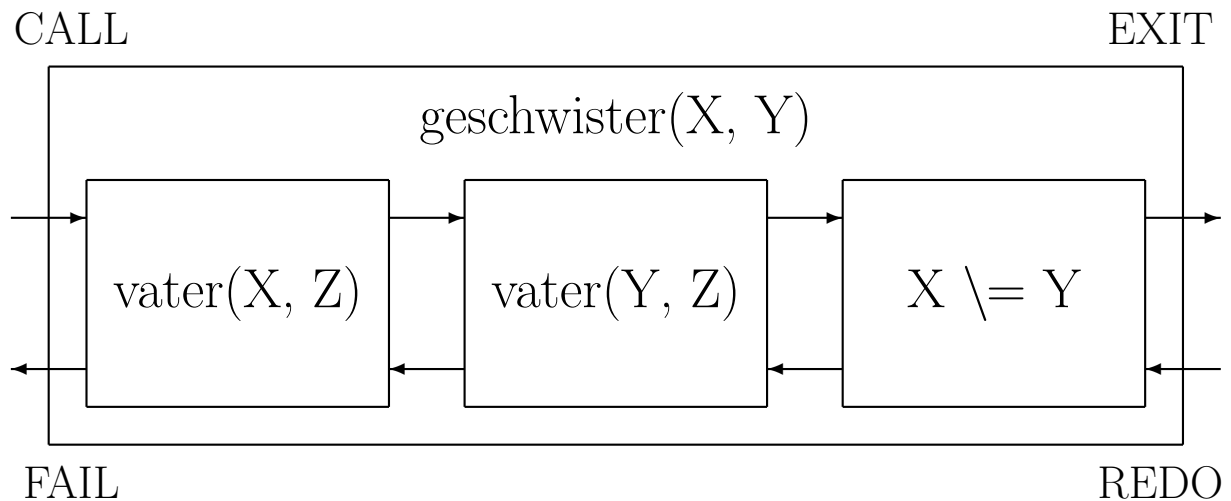 CALL EXIT
geschwister(X, Y)
vater(X, Z) vater(Y, Z) X \= Y
FAIL REDO